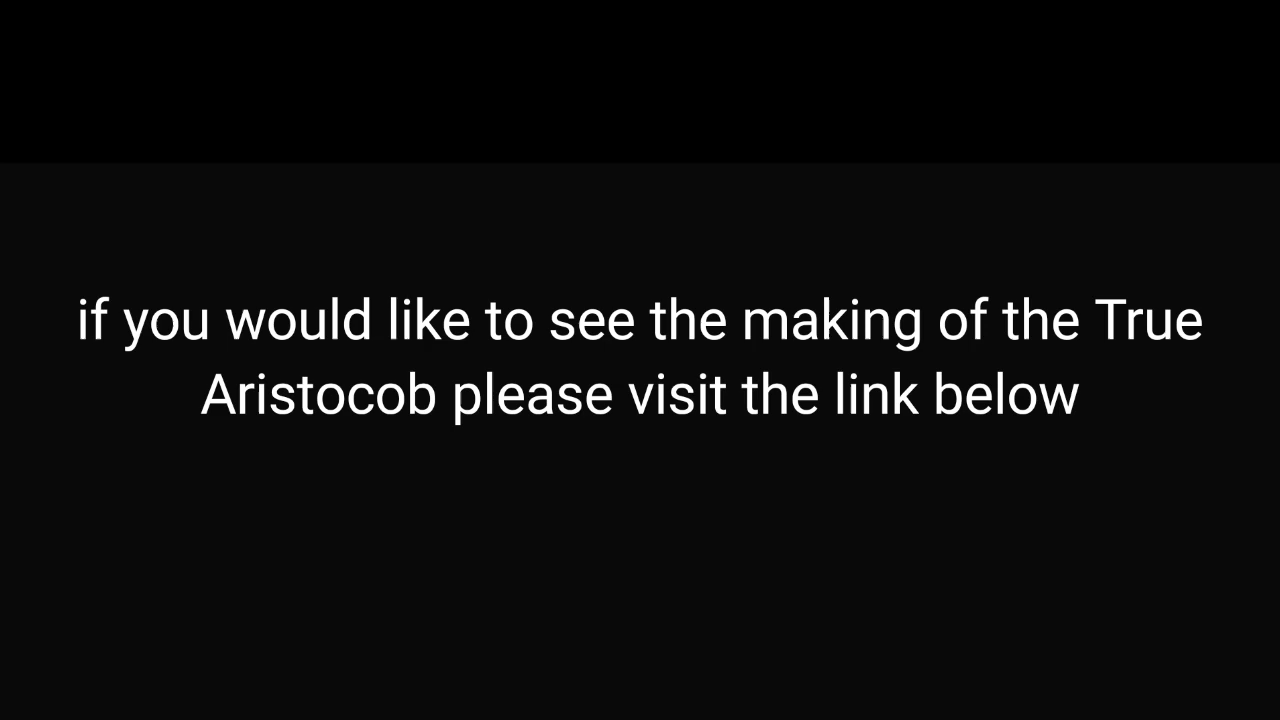 if you would like to see the making of the True
Aristocob please visit the link below